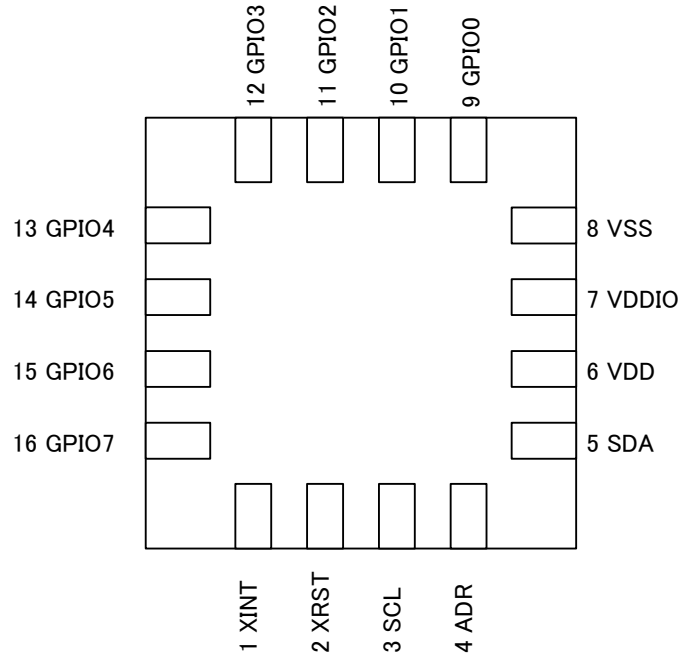 12 GPIO3
11 GPIO2
10 GPIO1
9 GPIO0
13 GPIO4
14 GPIO5
15 GPIO6
16 GPIO7
8 VSS
7 VDDIO
6 VDD
5 SDA
1 XINT
2 XRST
3 SCL
4 ADR